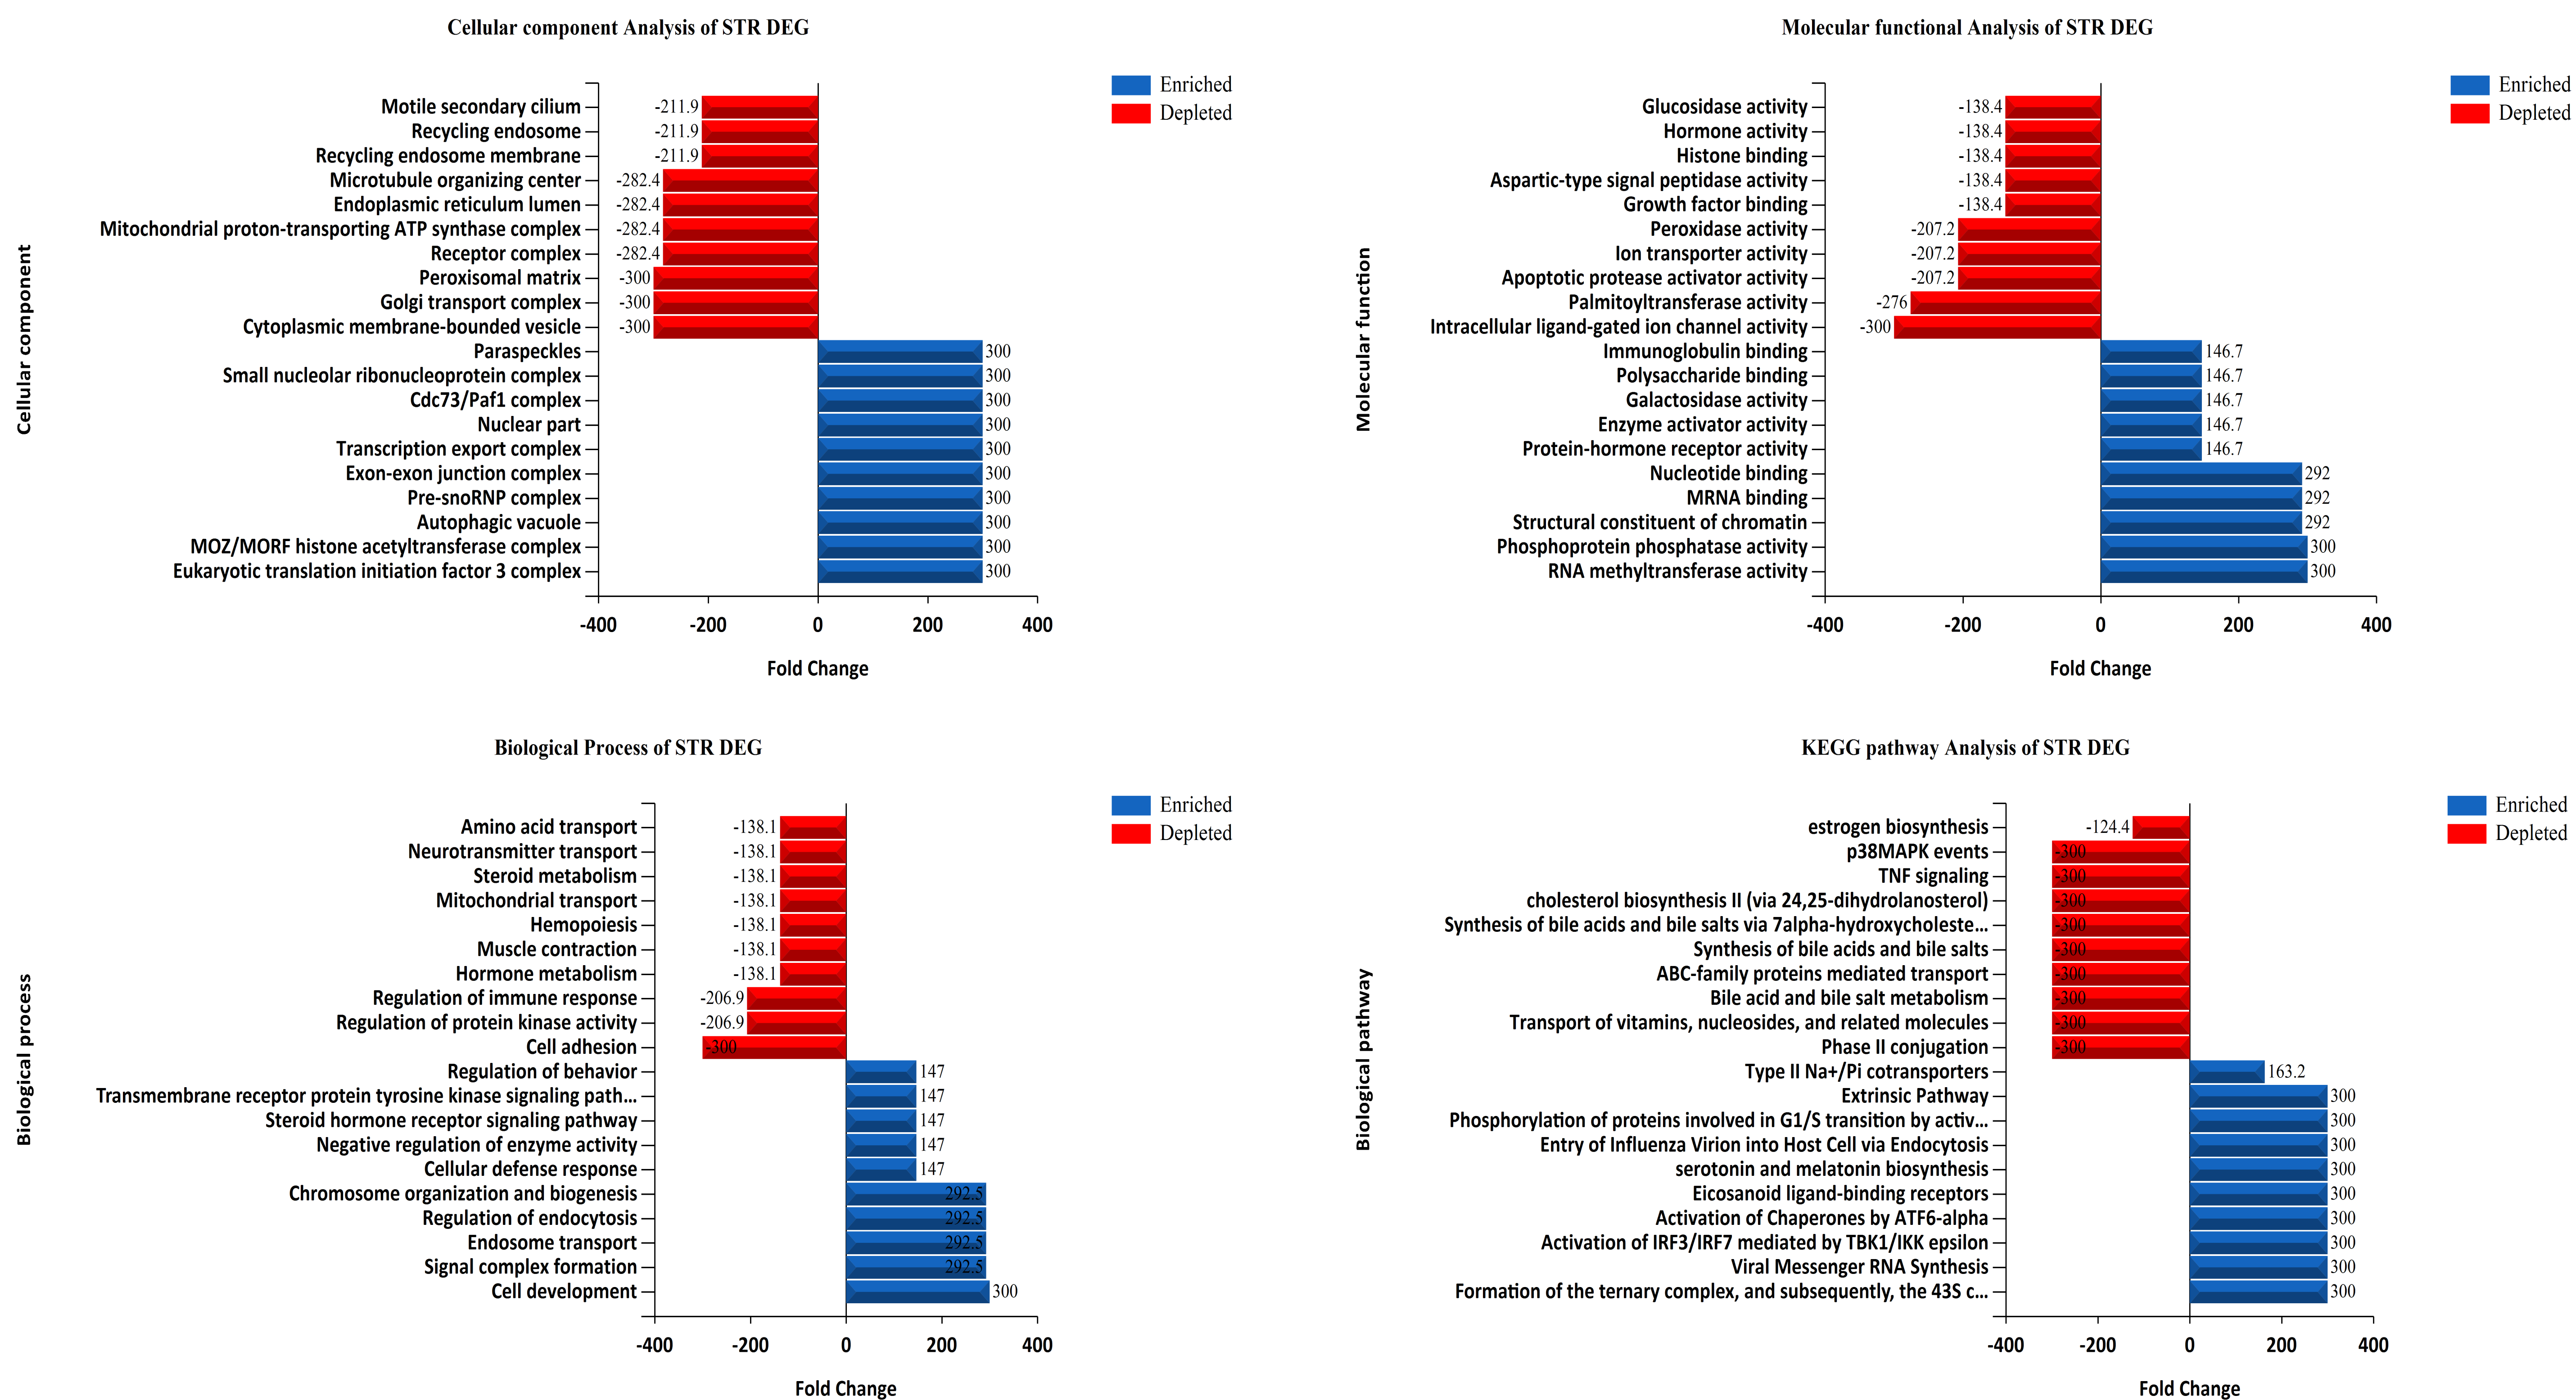 Cellular component Analysis of STR DEG
Enriched
Depleted
Cellular component
Motile secondary cilium -211.9
Recycling endosome -211.9
Recycling endosome membrane -211.9
Microtubule organizing center -282.4
Endoplasmic reticulum lumen -282.4
Mitochondrial proton-transporting ATP synthase complex -282.4
Receptor complex -282.4
Peroxisomal matrix -300
Golgi transport complex -300
Cytoplasmic membrane-bounded vesicle -300
Paraspeckles 300
Small nucleolar ribonucleoprotein complex 300
Cdc73/Paf1 complex 300
Nuclear part 300
Transcription export complex 300
Exon-exon junction complex 300
Pre-snoRNP complex 300
Autophagic vacuole 300
MOZ/MORF histone acetyltransferase complex 300
Eukaryotic translation initiation factor 3 complex 300
-400 -200 0 200 400
Fold Change
Molecular functional Analysis of STR DEG
Enriched
Depleted
Molecular function
Glucosidase activity -138.4
Hormone activity -138.4
Histone binding -138.4
Aspartic-type signal peptidase activity -138.4
Growth factor binding -138.4
Peroxidase activity -207.2
Ion transporter activity -207.2
Apoptotic protease activator activity -207.2
Palmitoyltransferase activity -276
Intracellular ligand-gated ion channel activity -300
Immunoglobulin binding 146.7
Polysaccharide binding 146.7
Galactosidase activity 146.7
Enzyme activator activity 146.7
Protein-hormone receptor activity 146.7
Nucleotide binding 292
MRNA binding 292
Structural constituent of chromatin 292
Phosphoprotein phosphatase activity 300
RNA methyltransferase activity 300
-400 -200 0 200 400
Fold Change
Biological Process of STR DEG
Enriched
Depleted
Biological process
Amino acid transport -138.1
Neurotransmitter transport -138.1
Steroid metabolism -138.1
Mitochondrial transport -138.1
Hemopoiesis -138.1
Muscle contraction -138.1
Hormone metabolism -138.1
Regulation of immune response -206.9
Regulation of protein kinase activity -206.9
Cell adhesion -300
Regulation of behavior 147
Transmembrane receptor protein tyrosine kinase signaling path... 147
Steroid hormone receptor signaling pathway 147
Negative regulation of enzyme activity 147
Cellular defense response 147
Chromosome organization and biogenesis 292.5
Regulation of endocytosis 292.5
Endosome transport 292.5
Signal complex formation 292.5
Cell development 300
-400 -200 0 200 400
Fold Change
KEGG pathway Analysis of STR DEG
Enriched
Depleted
Biological pathway
estrogen biosynthesis -124.4
p38MAPK events -300
TNF signaling -300
cholesterol biosynthesis II (via 24,25-dihydrolanosterol) -300
Synthesis of bile acids and bile salts via 7alpha-hydroxycholeste... -300
Synthesis of bile acids and bile salts -300
ABC-family proteins mediated transport -300
Bile acid and bile salt metabolism -300
Transport of vitamins, nucleosides, and related molecules -300
Phase II conjugation -300
Type II Na+/Pi cotransporters 163.2
Extrinsic Pathway 300
Phosphorylation of proteins involved in G1/S transition by activ... 300
Entry of Influenza Virion into Host Cell via Endocytosis 300
serotonin and melatonin biosynthesis 300
Eicosanoid ligand-binding receptors 300
Activation of Chaperones by ATF6-alpha 300
Activation of IRF3/IRF7 mediated by TBK1/IKK epsilon 300
Viral Messenger RNA Synthesis 300
Formation of the ternary complex, and subsequently, the 43S c... 300
-400 -200 0 200 400
Fold Change